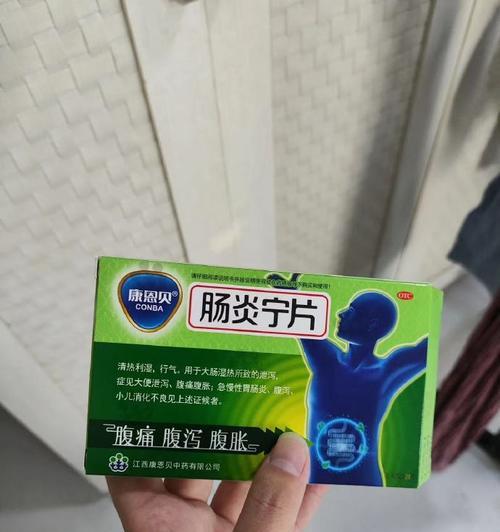 康恩贝®
CONBA
肠炎宁片
OTC
清热利湿，行气。用于大肠湿热所致的泄泻，
症见大便泄泻、腹痛腹胀；急慢性胃肠炎、腹泻、
小儿消化不良见上述证候者。
腹痛 腹泻 腹胀
江西康恩贝中药有限公司